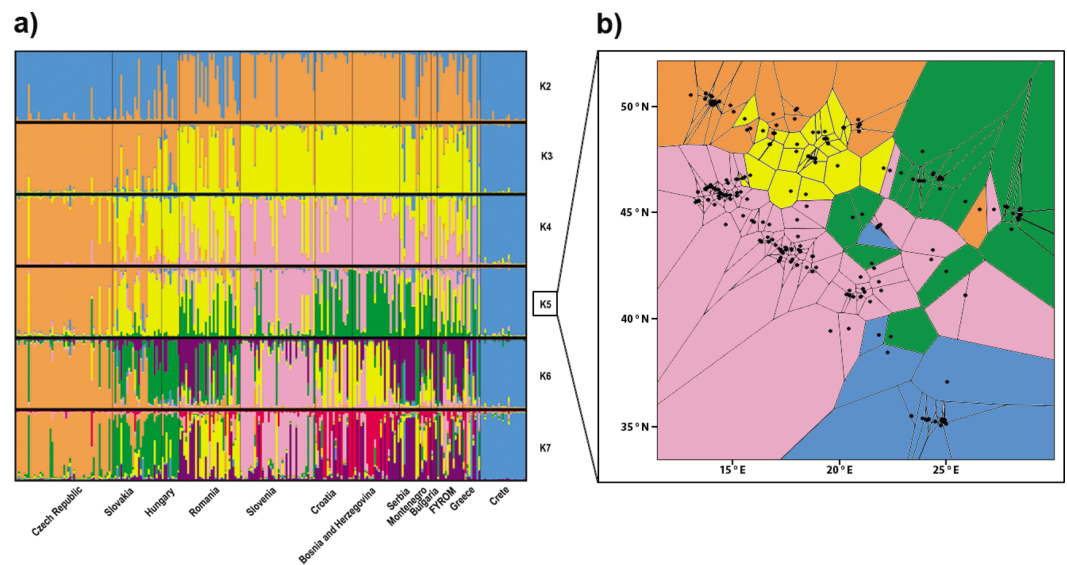 a)
K2
K3
K4
K5
K6
K7
Czech Republic
Slovakia
Hungary
Romania
Slovenia
Croatia
Bosnia and Herzegovina
Serbia
Montenegro
Bulgaria
FYROM
Greece
Crete
b)
50 ° N
45 ° N
40 ° N
35 ° N
15 ° E
20 ° E
25 ° E